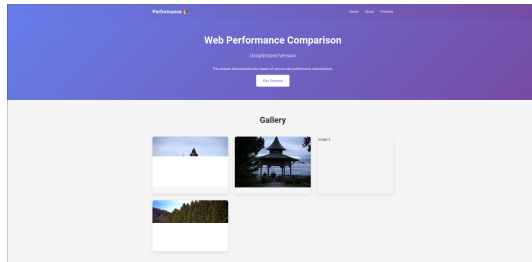 Performance
Home About Features
Web Performance Comparison
Unoptimized Version
This website demonstrates the impact of various web performance optimizations.
Get Started
Gallery
Image 3